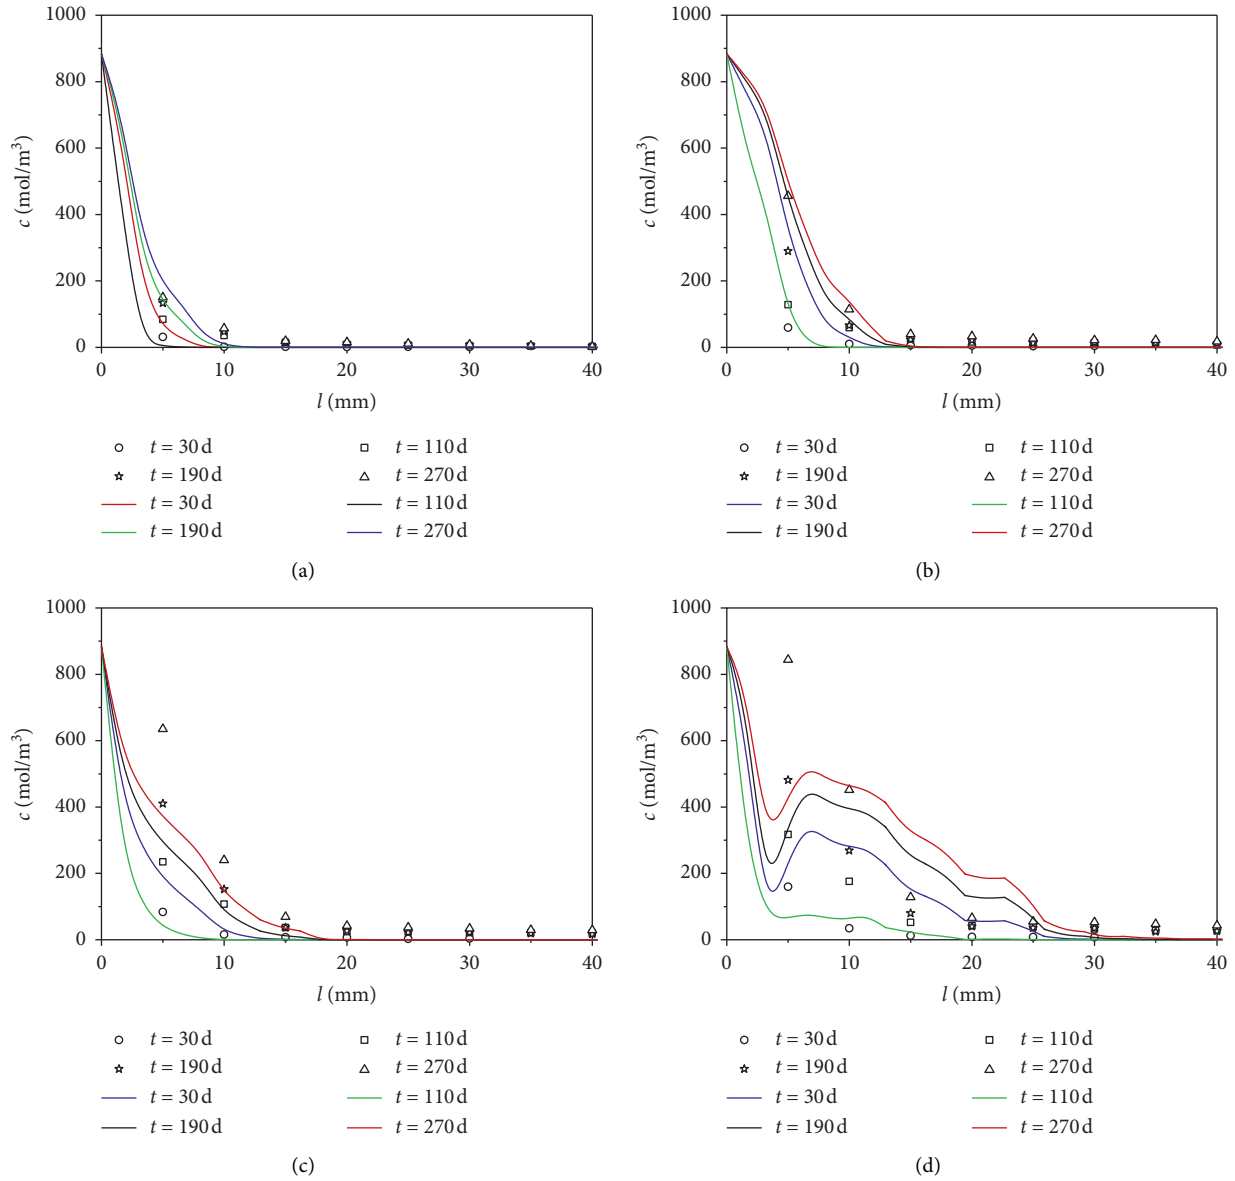 1000
800
600
400
200
0
c (mol/m³)
0 10 20 30 40
l (mm)
t = 30 d t = 110 d
t = 190 d t = 270 d
t = 30 d t = 110 d
t = 190 d t = 270 d
(a)
1000
800
600
400
200
0
c (mol/m³)
0 10 20 30 40
l (mm)
t = 30 d t = 110 d
t = 190 d t = 270 d
t = 30 d t = 110 d
t = 190 d t = 270 d
(b)
1000
800
600
400
200
0
c (mol/m³)
0 10 20 30 40
l (mm)
t = 30 d t = 110 d
t = 190 d t = 270 d
t = 30 d t = 110 d
t = 190 d t = 270 d
(c)
1000
800
600
400
200
0
c (mol/m³)
0 10 20 30 40
l (mm)
t = 30 d t = 110 d
t = 190 d t = 270 d
t = 30 d t = 110 d
t = 190 d t = 270 d
(d)